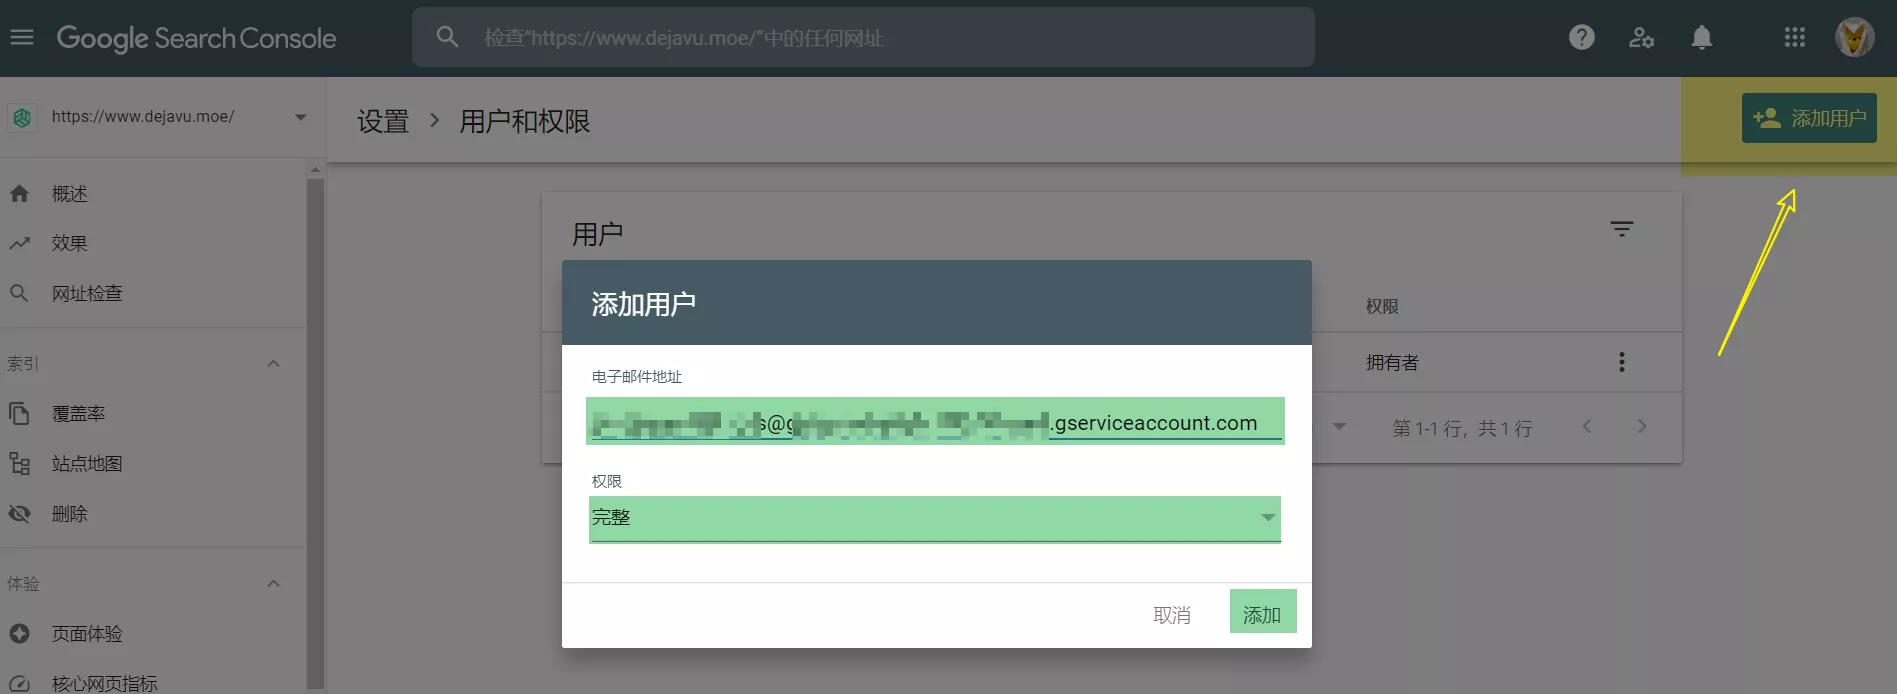 Google Search Console
检查“https://www.dejavu.moe/”中的任何网址
https://www.dejavu.moe/
设置 > 用户和权限
添加用户
概述
效果
网址检查
索引
覆盖率
站点地图
删除
体验
页面体验
核心网页指标
用户
权限
拥有者
第 1-1 行，共 1 行
添加用户
电子邮件地址
s@g .gserviceaccount.com
权限
完整
取消
添加